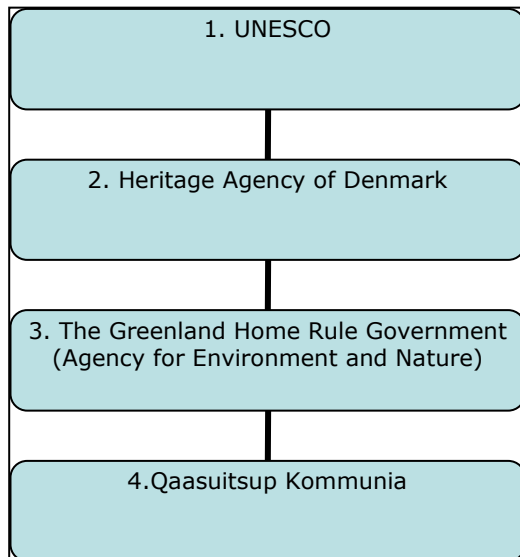 1. UNESCO
2. Heritage Agency of Denmark
3. The Greenland Home Rule Government
(Agency for Environment and Nature)
4.Qaasuitsup Kommunia